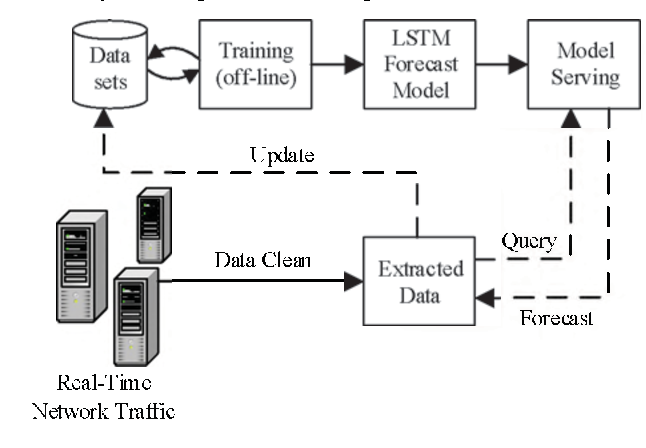 Data
sets
Training
(off-line)
LSTM
Forecast
Model
Model
Serving
Update
Data Clean
Extracted
Data
Query
Forecast
Real-Time
Network Traffic